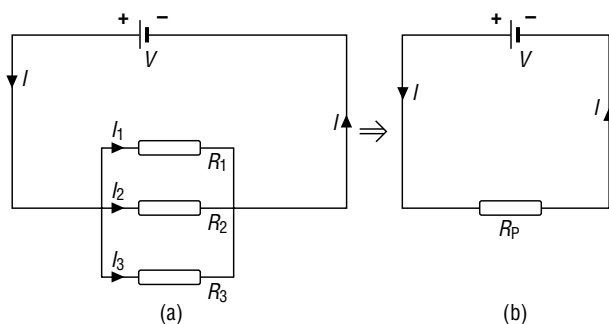 + − + −
V V
I I I I
I1 R1
I2 R2
I3 R3 RP
(a) (b)